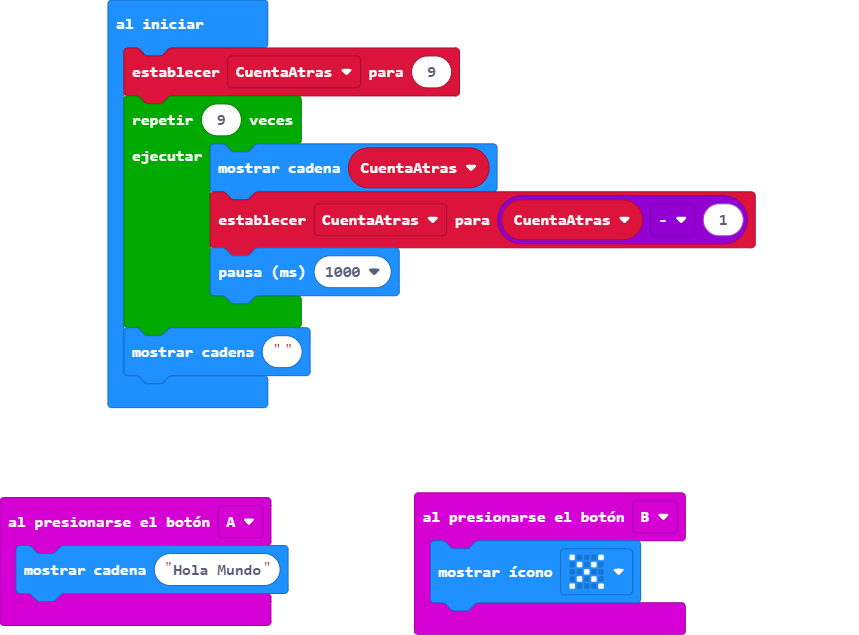 al iniciar
establecer CuentaAtras para 9
repetir 9 veces
ejecutar
mostrar cadena CuentaAtras
establecer CuentaAtras para CuentaAtras - 1
pausa (ms) 1000
mostrar cadena " "
al presionarse el botón A
mostrar cadena "Hola Mundo"
al presionarse el botón B
mostrar ícono